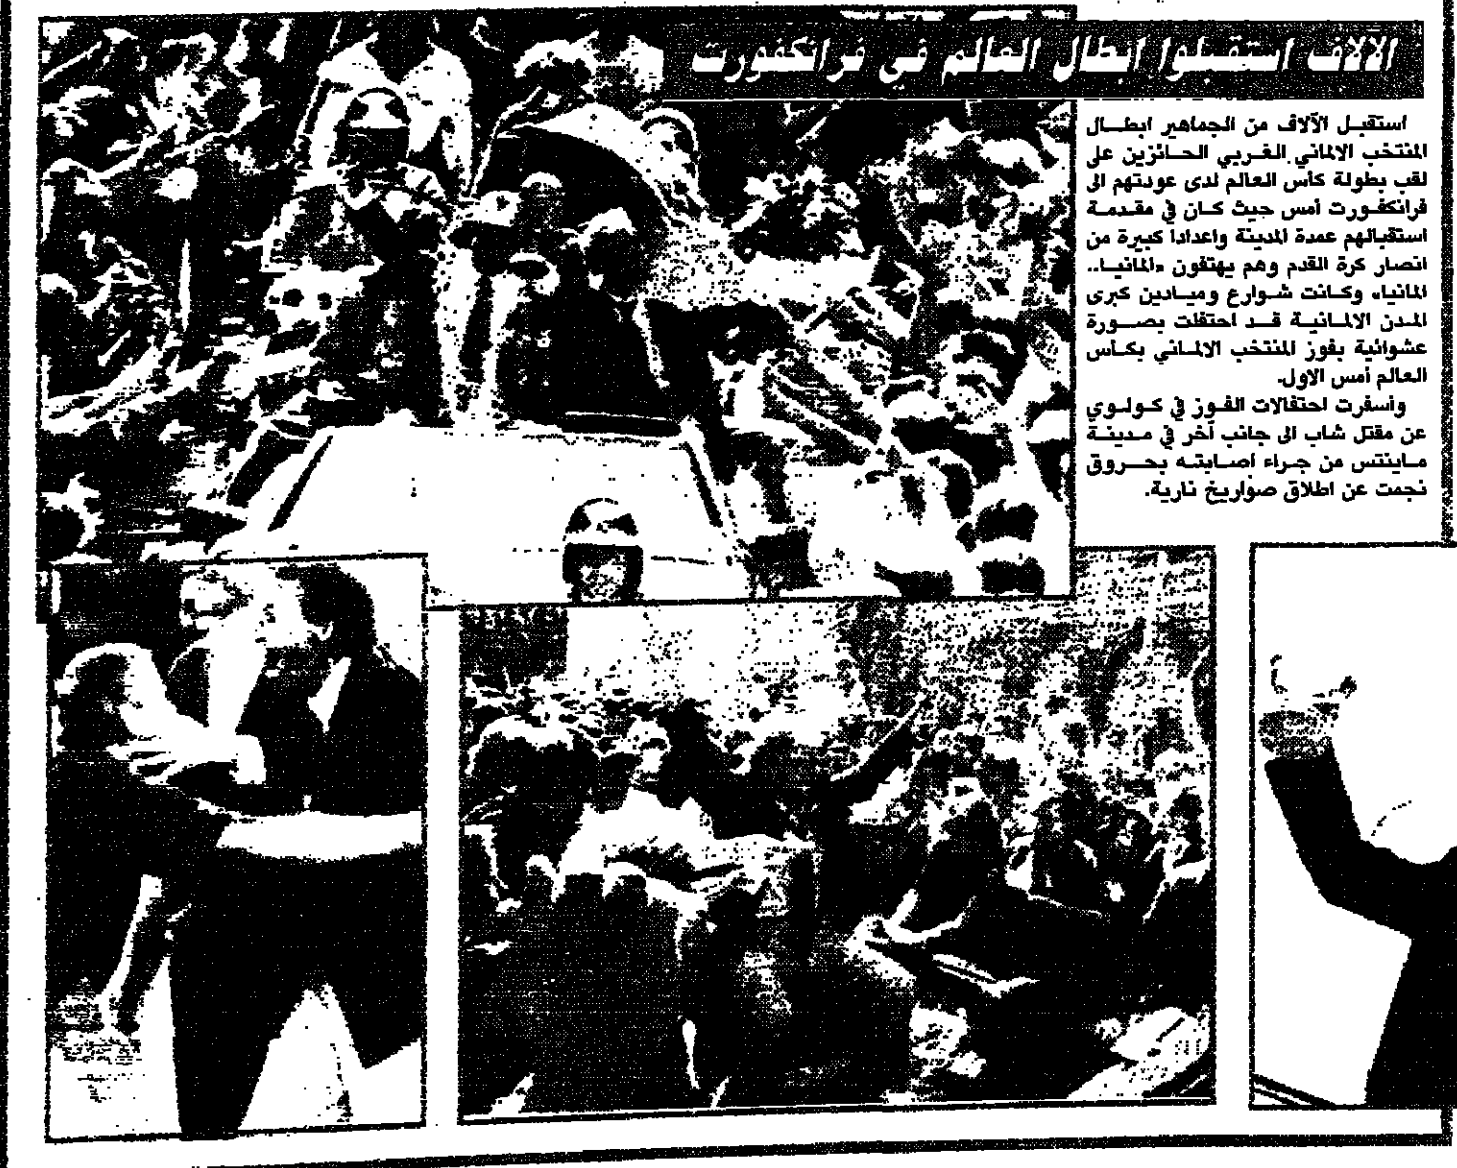 الآلاف استقبلوا ابطال العالم في فرانكفورت
استقبل الآلاف من الجماهير ابطال
المنتخب الالماني الغربي الحائزين على
لقب بطولة كأس العالم لدى عودتهم الى
فرانكفورت أمس حيث كان في مقدمة
استقبالهم عمدة المدينة واعدادا كبيرة من
انصار كرة القدم وهم يهتفون «المانيا..
المانيا» وكانت شوارع وميادين كبرى
المدن الالمانية قد احتفلت بصورة
عشوائية بفوز المنتخب الالماني بكأس
العالم أمس الاول.
وأسفرت احتفالات الفوز في كولوي
عن مقتل شاب الى جانب آخر في مدينة
ماينتس من جراء اصابته بحروق
نجمت عن اطلاق صواريخ نارية.